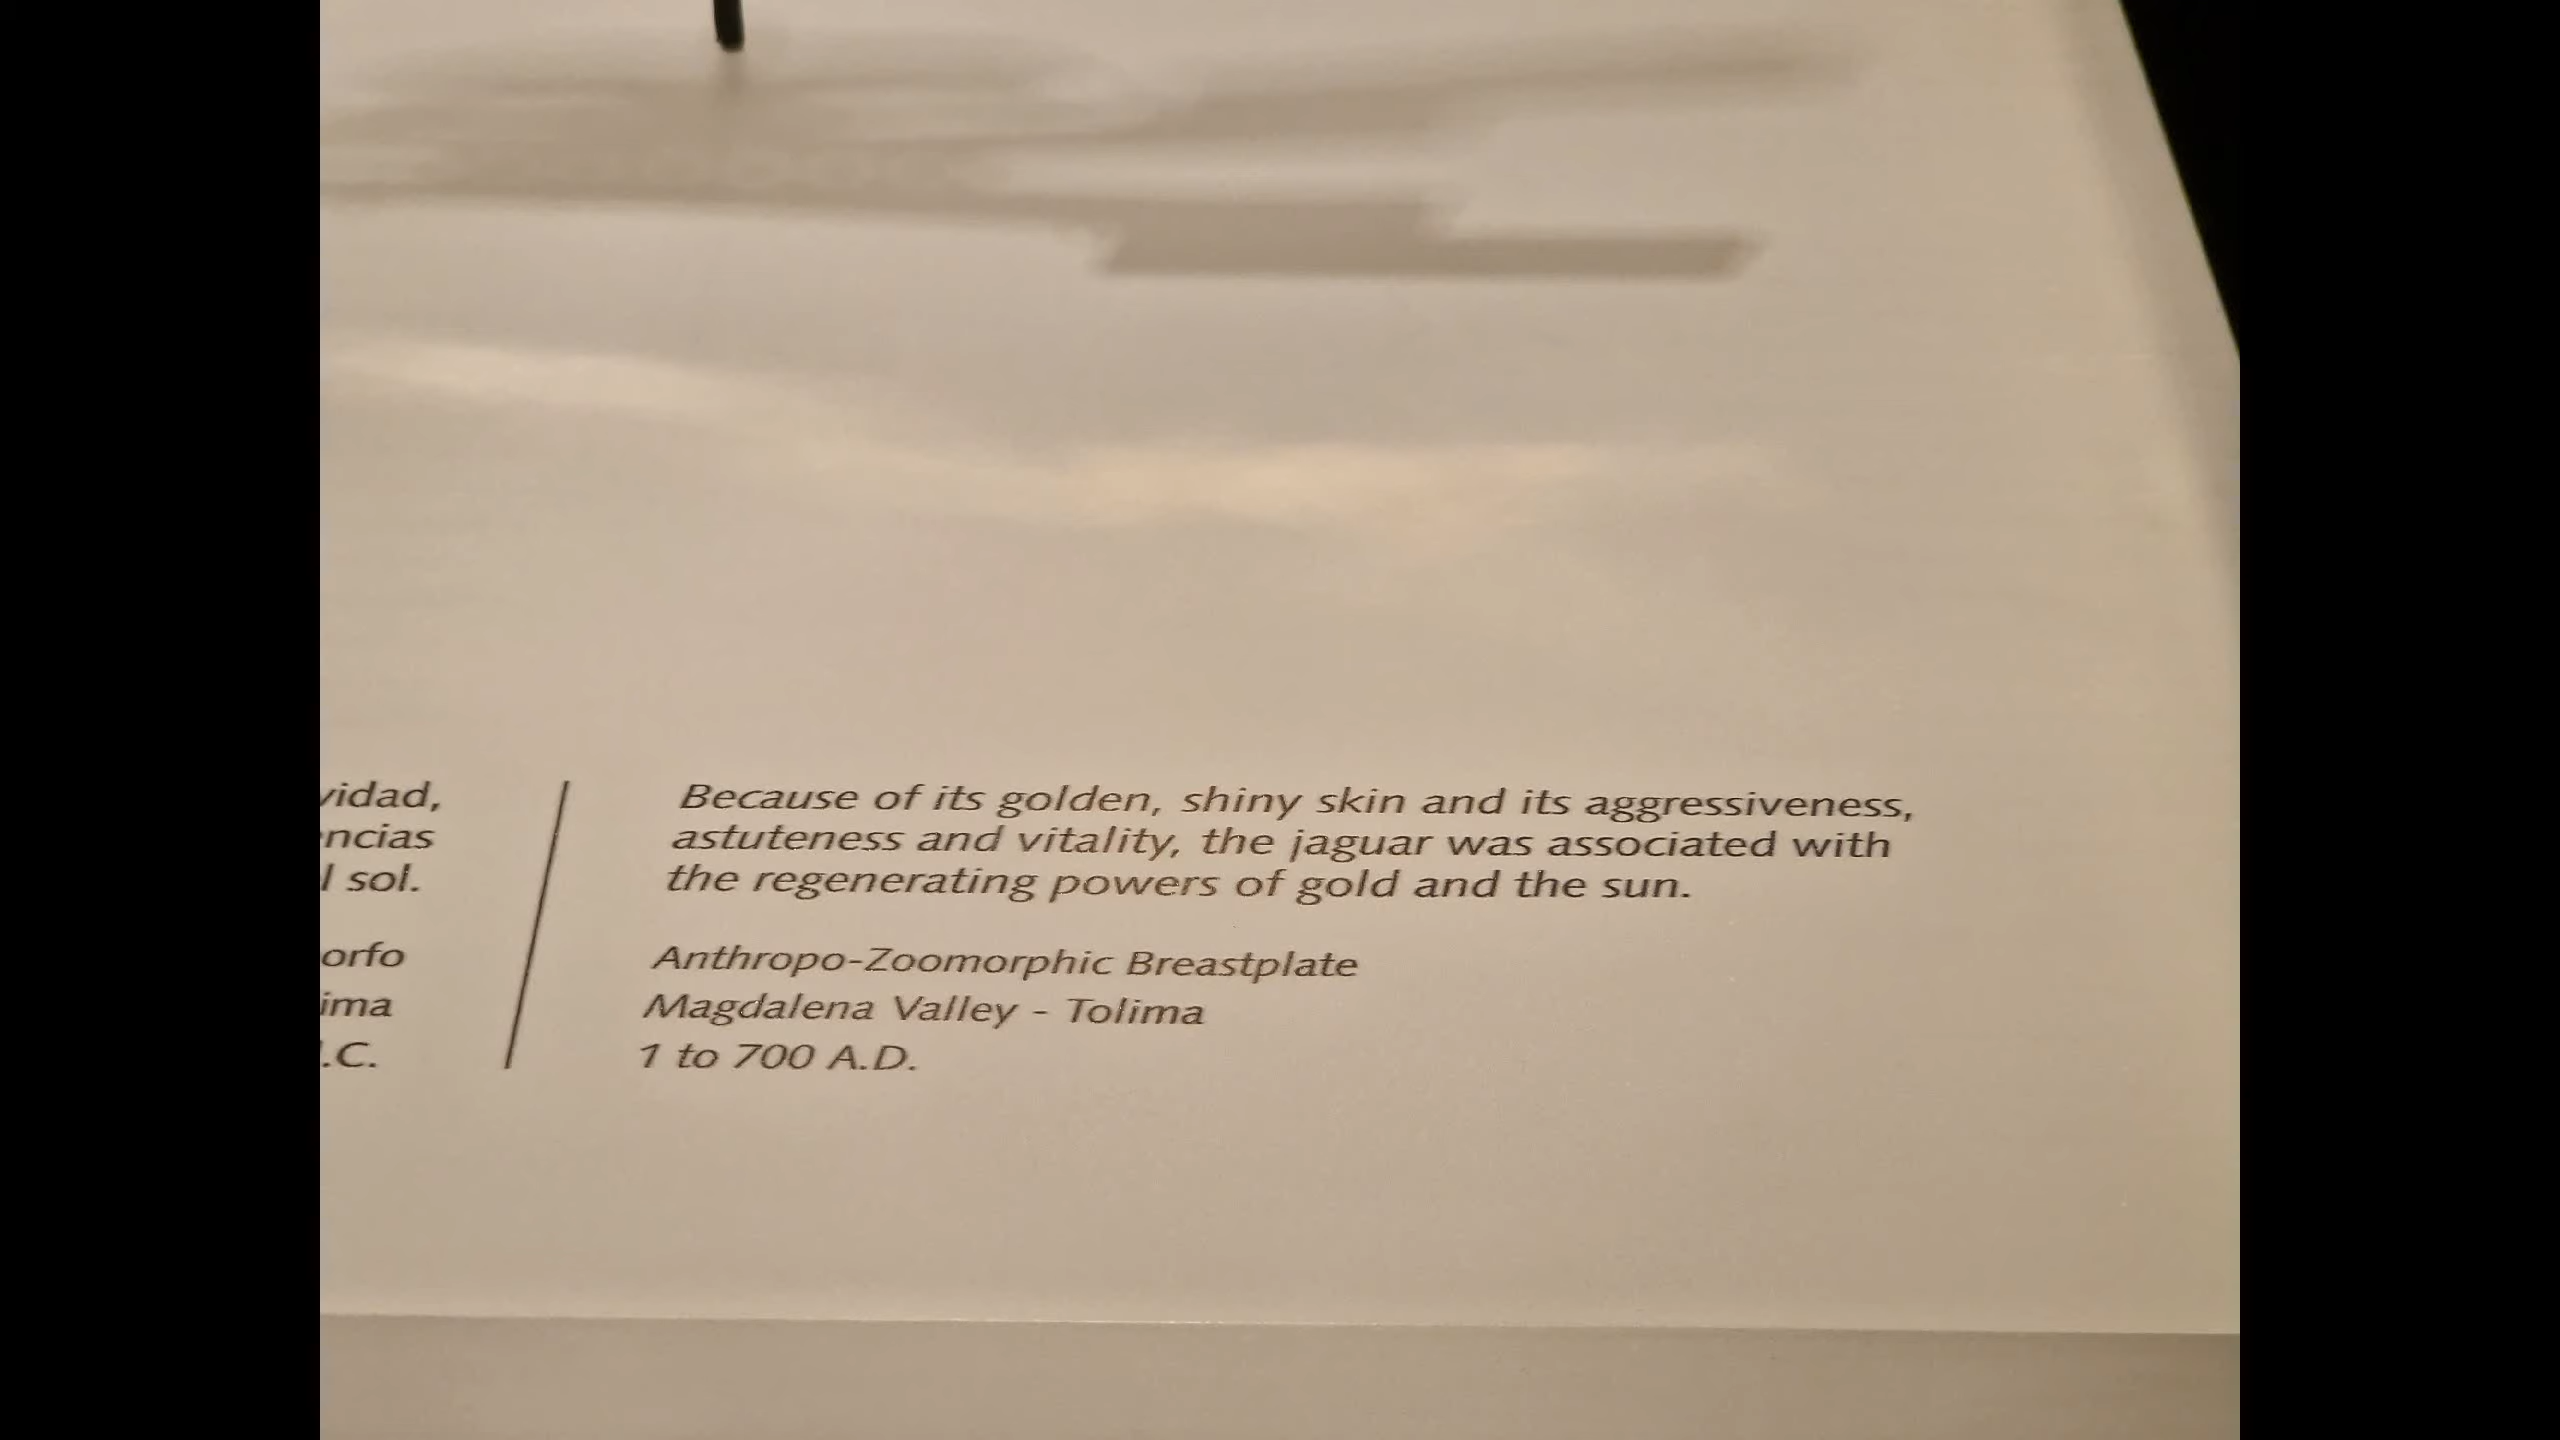 vidad,
ncias
l sol.
orfo
ima
.C.
Because of its golden, shiny skin and its aggressiveness,
astuteness and vitality, the jaguar was associated with
the regenerating powers of gold and the sun.
Anthropo-Zoomorphic Breastplate
Magdalena Valley - Tolima
1 to 700 A.D.